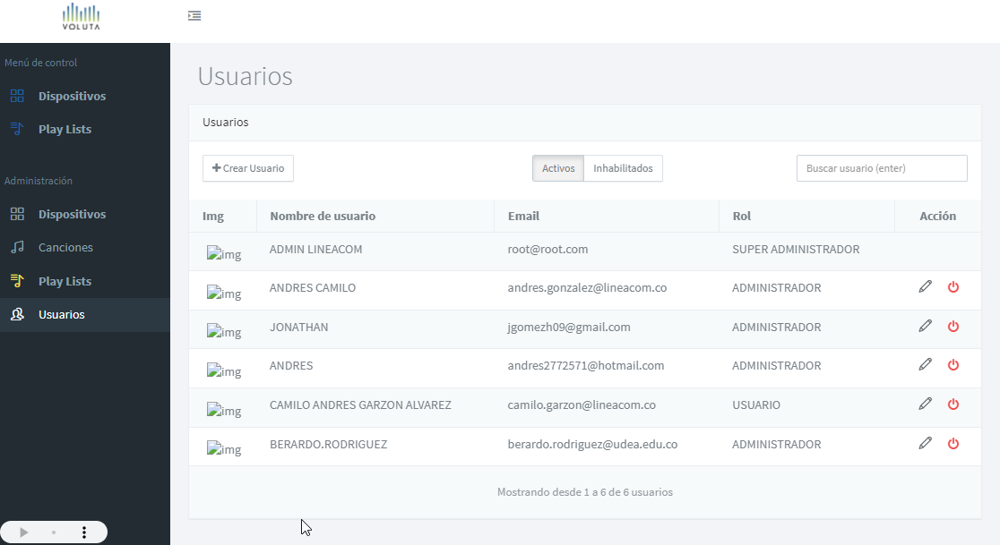 VOLUTA
Menú de control
Dispositivos
Play Lists
Administración
Dispositivos
Canciones
Play Lists
Usuarios
Usuarios
Usuarios
Crear Usuario
Activos Inhabilitados
Buscar usuario (enter)
Img Nombre de usuario Email Rol Acción
img ADMIN LINEACOM root@root.com SUPER ADMINISTRADOR
img ANDRES CAMILO andres.gonzalez@lineacom.co ADMINISTRADOR
img JONATHAN jgomezh09@gmail.com ADMINISTRADOR
img ANDRES andres2772571@hotmail.com ADMINISTRADOR
img CAMILO ANDRES GARZON ALVAREZ camilo.garzon@lineacom.co USUARIO
img BERARDO.RODRIGUEZ berardo.rodriguez@udea.edu.co ADMINISTRADOR
Mostrando desde 1 a 6 de 6 usuarios